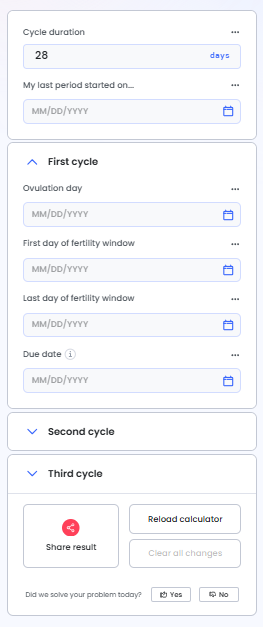 Cycle duration
28 days
My last period started on...
MM/DD/YYYY
First cycle
Ovulation day
MM/DD/YYYY
First day of fertility window
MM/DD/YYYY
Last day of fertility window
MM/DD/YYYY
Due date
MM/DD/YYYY
Second cycle
Third cycle
Share result
Reload calculator
Clear all changes
Did we solve your problem today? Yes No